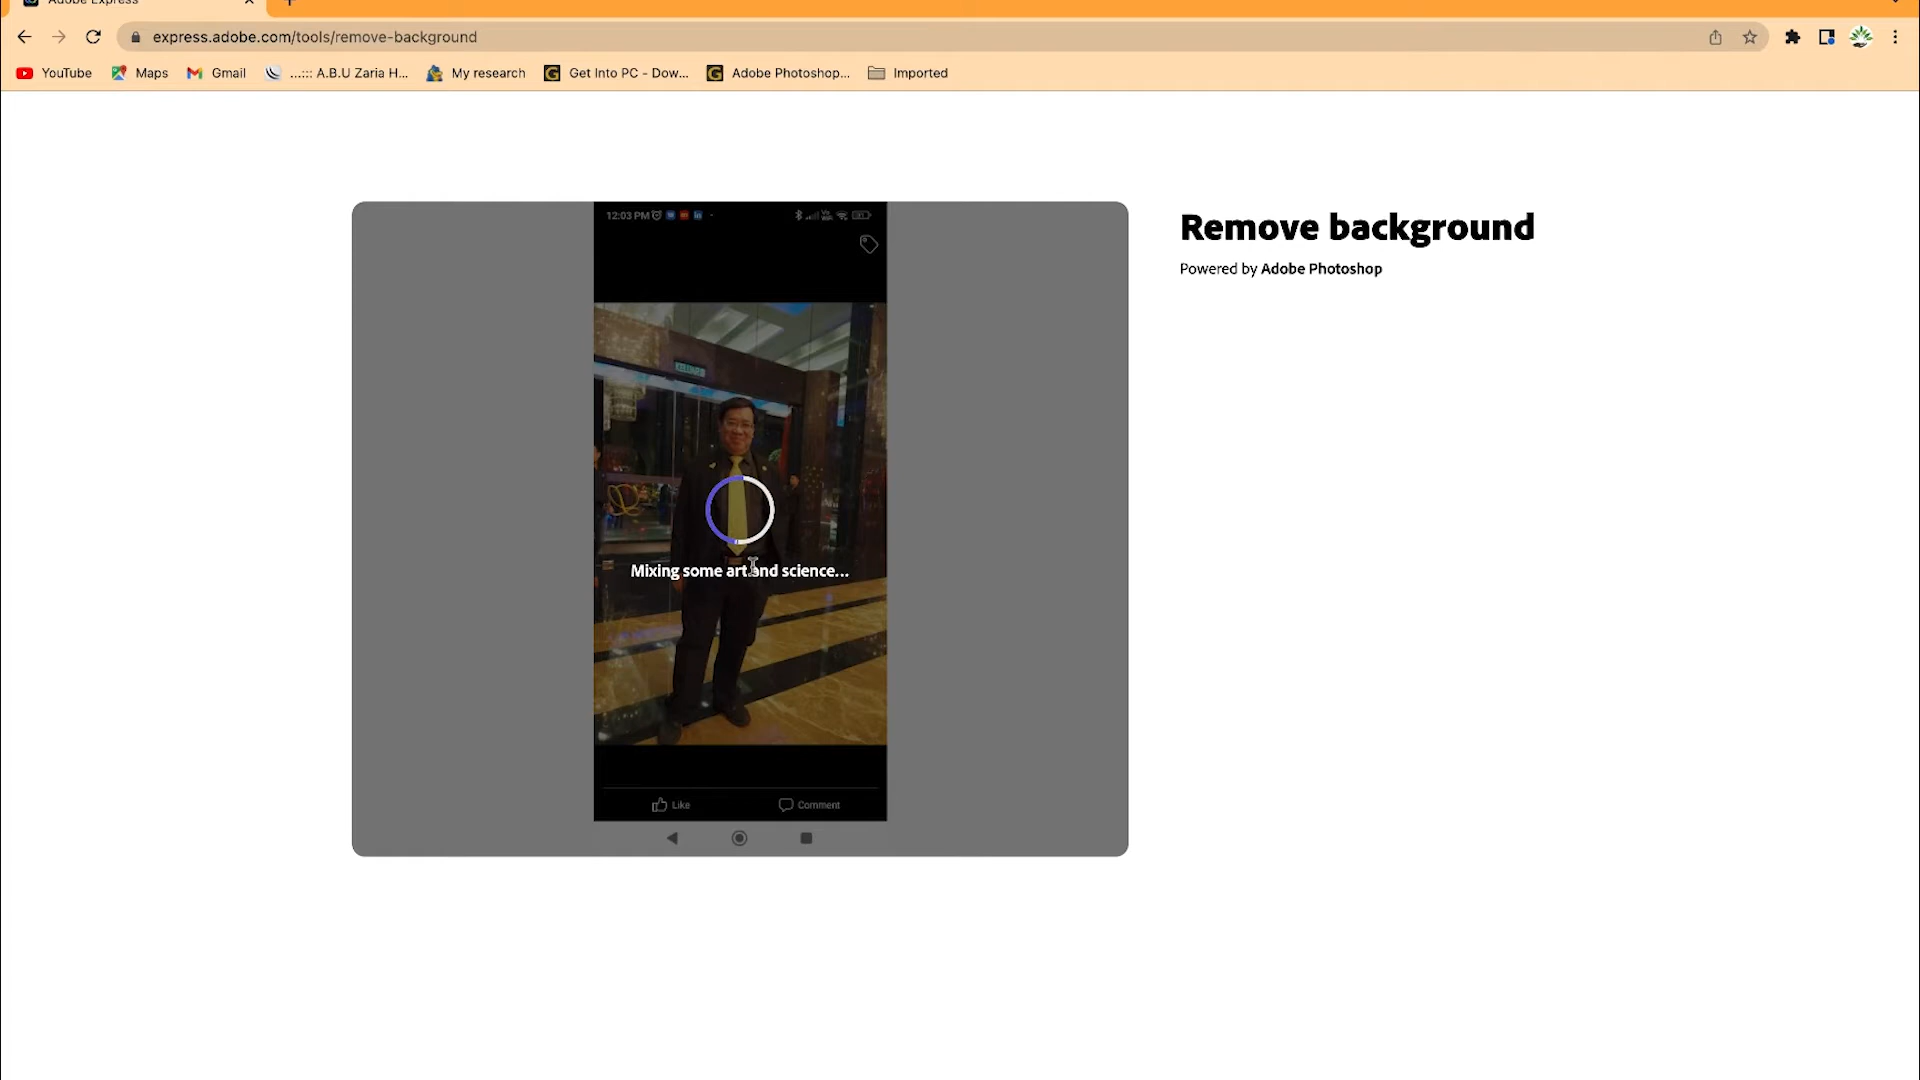 Adobe Express
express.adobe.com/tools/remove-background
YouTube Maps Gmail ...::: A.B.U Zaria H... My research Get Into PC - Dow... Adobe Photoshop... Imported
12:03 PM
Remove background
Powered by Adobe Photoshop
Mixing some art and science...
Like Comment